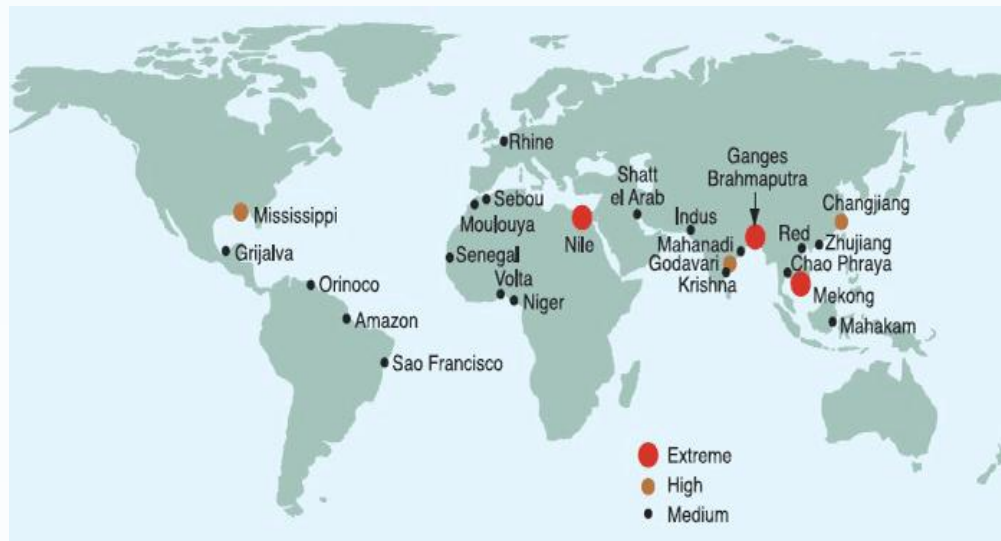 Rhine
Ganges
Brahmaputra
Shatt
el Arab
Sebou
Moulouya
Changjiang
Mississippi
Indus
Nile
Red
Zhujiang
Mahanadi
Grijalva
Senegal
Godavari
Chao Phraya
Krishna
Orinoco
Volta
Niger
Mekong
Amazon
Mahakam
Sao Francisco
Extreme
High
Medium